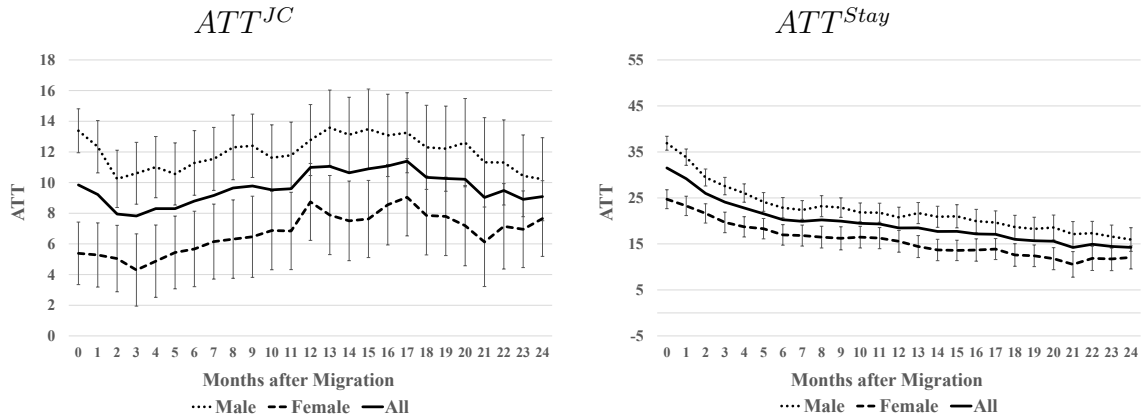 ATT^{JC}
18
16
14
12
10
8
6
4
2
0
ATT
0 1 2 3 4 5 6 7 8 9 10 11 12 13 14 15 16 17 18 19 20 21 22 23 24
Months after Migration
Male Female All
ATT^{Stay}
55
45
35
25
15
5
-5
ATT
0 1 2 3 4 5 6 7 8 9 10 11 12 13 14 15 16 17 18 19 20 21 22 23 24
Months after Migration
Male Female All